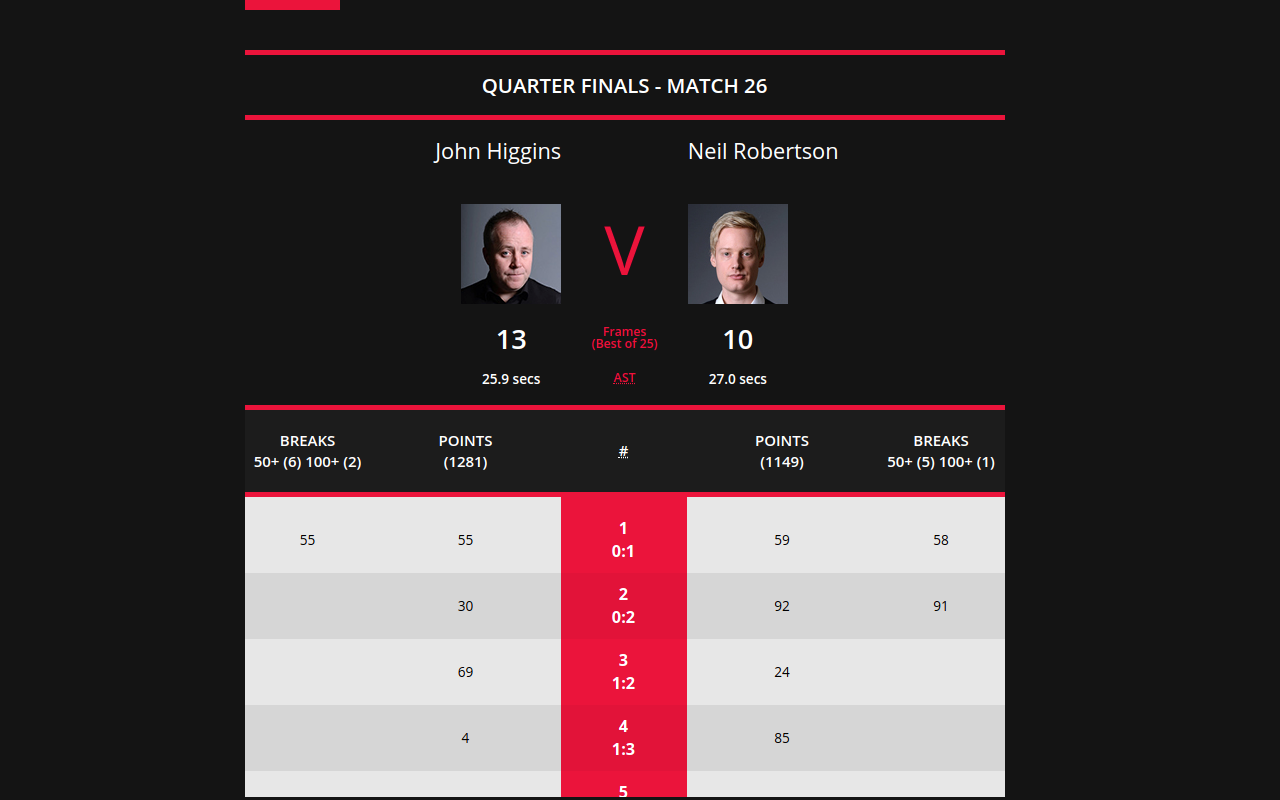 QUARTER FINALS - MATCH 26
John Higgins
Neil Robertson
V
13
Frames
(Best of 25)
10
25.9 secs
AST
27.0 secs
BREAKS
50+ (6) 100+ (2)
POINTS
(1281)
#
POINTS
(1149)
BREAKS
50+ (5) 100+ (1)
55
55
1
0:1
59
58
30
2
0:2
92
91
69
3
1:2
24
4
4
1:3
85
5